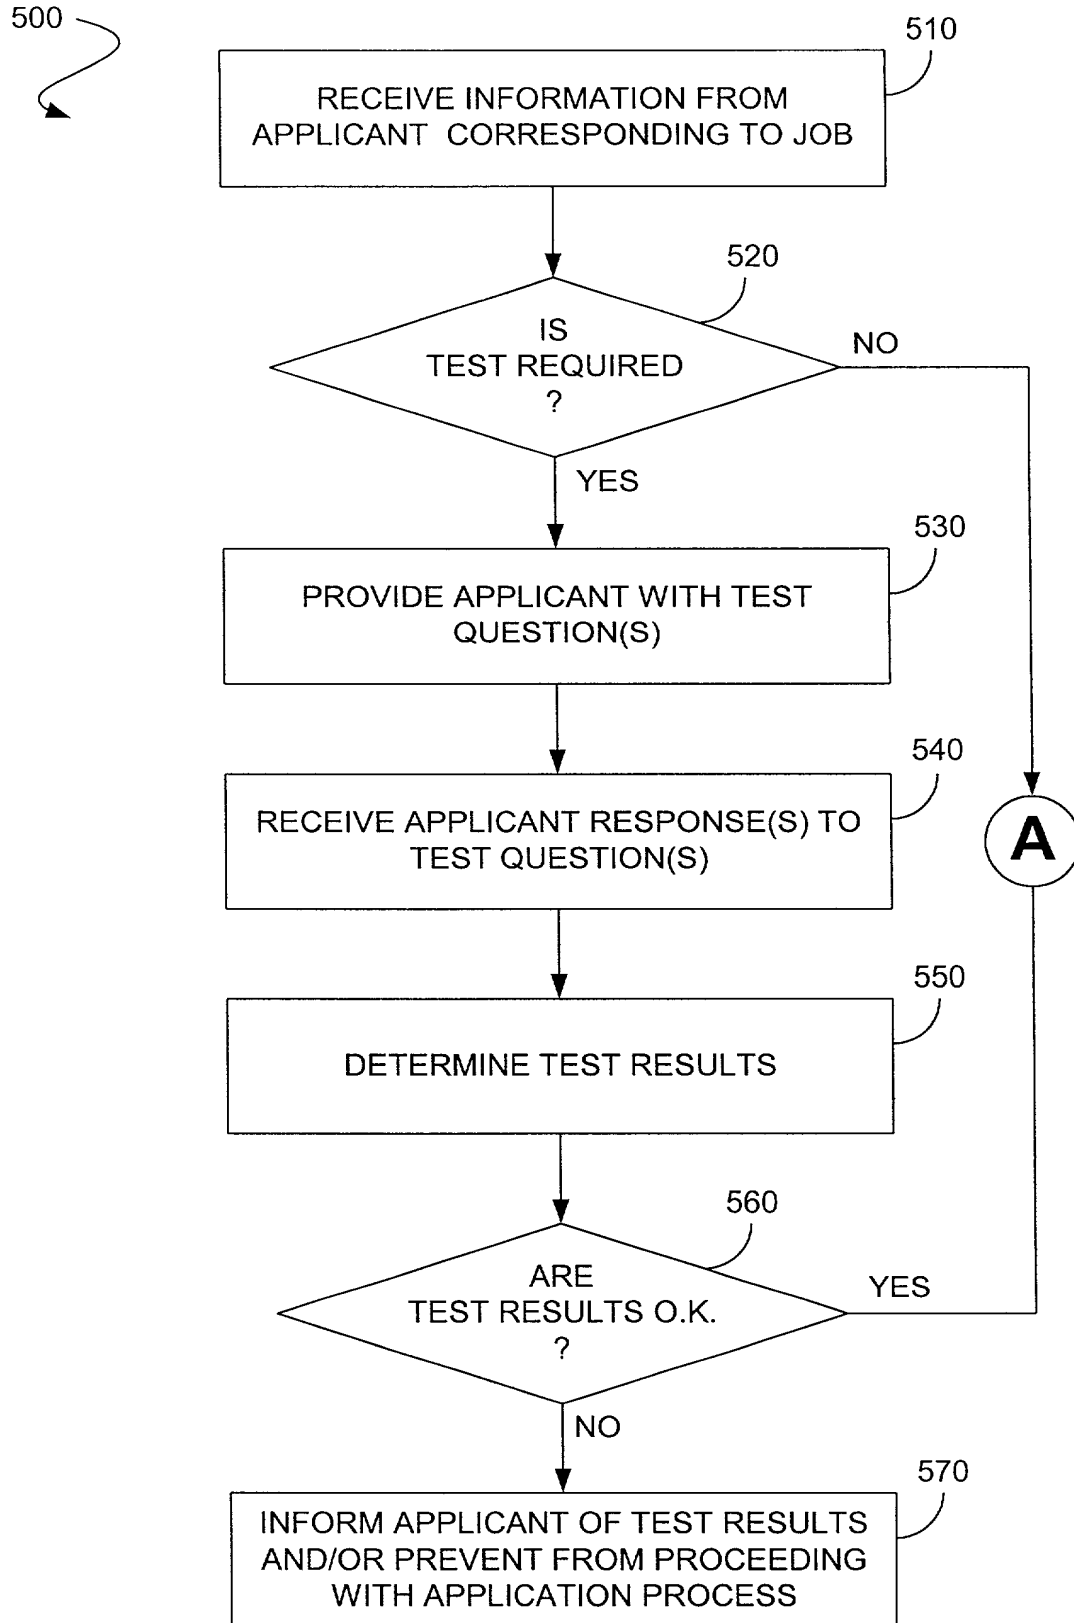 500
510
RECEIVE INFORMATION FROM
APPLICANT CORRESPONDING TO JOB
520
IS
TEST REQUIRED
?
NO
YES
530
PROVIDE APPLICANT WITH TEST
QUESTION(S)
540
RECEIVE APPLICANT RESPONSE(S) TO
TEST QUESTION(S)
A
550
DETERMINE TEST RESULTS
560
ARE
TEST RESULTS O.K.
?
YES
NO
570
INFORM APPLICANT OF TEST RESULTS
AND/OR PREVENT FROM PROCEEDING
WITH APPLICATION PROCESS